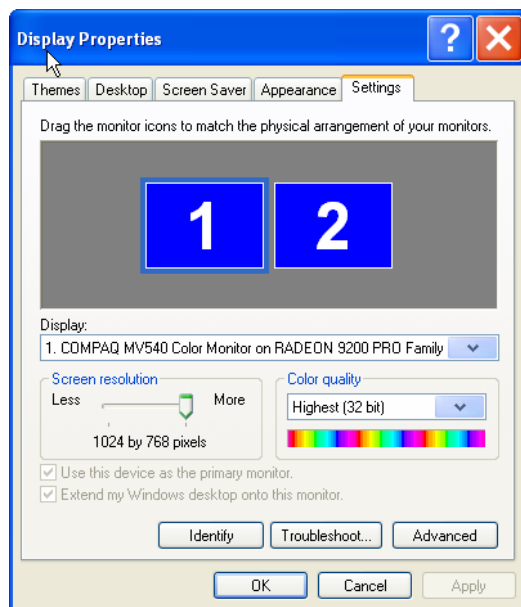 Display Properties
?
Themes Desktop Screen Saver Appearance Settings
Drag the monitor icons to match the physical arrangement of your monitors.
1 2
Display:
1. COMPAQ MV540 Color Monitor on RADEON 9200 PRO Family
Screen resolution
Less More
1024 by 768 pixels
Color quality
Highest (32 bit)
Use this device as the primary monitor.
Extend my Windows desktop onto this monitor.
Identify Troubleshoot... Advanced
OK Cancel Apply